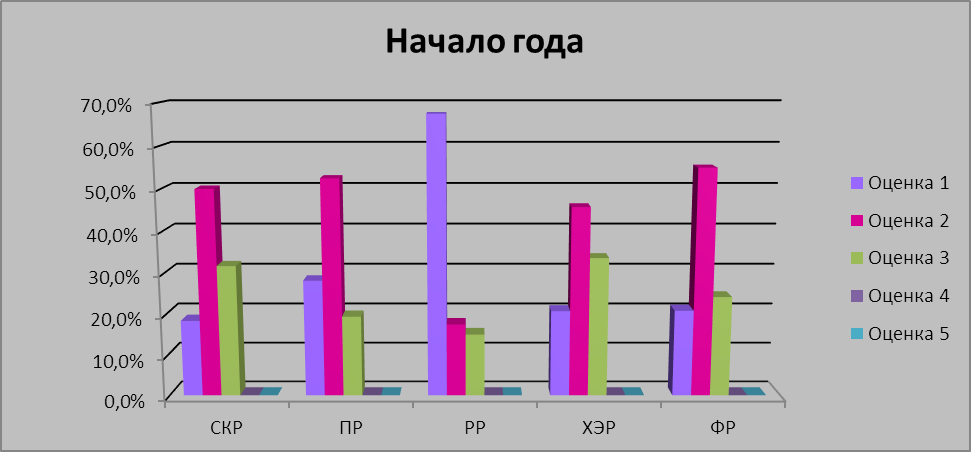 Начало года
70,0%
60,0%
50,0%
40,0%
30,0%
20,0%
10,0%
0,0%
СКР ПР РР ХЭР ФР
Оценка 1
Оценка 2
Оценка 3
Оценка 4
Оценка 5